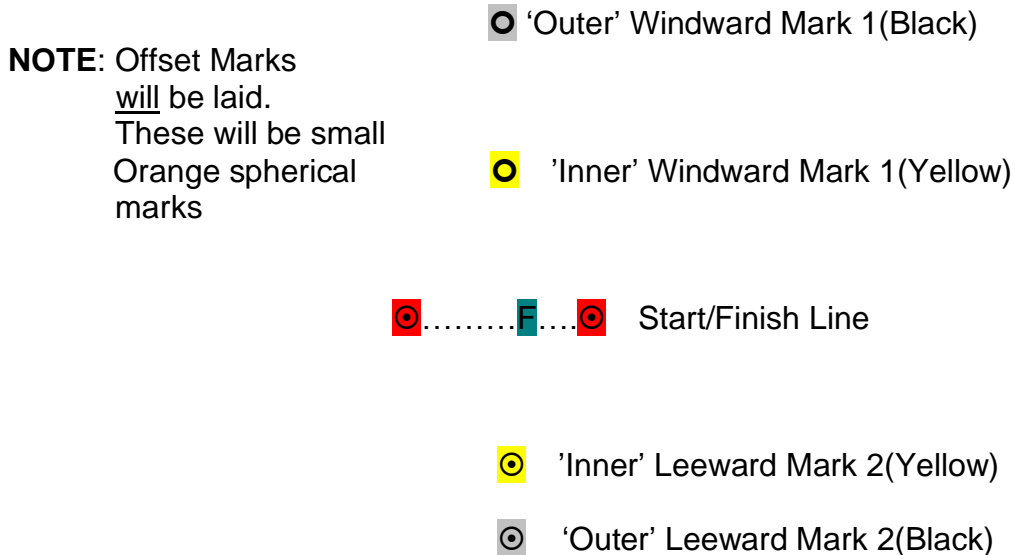 ‘Outer’ Windward Mark 1(Black)
NOTE: Offset Marks
will be laid.
These will be small
Orange spherical
marks
’Inner’ Windward Mark 1(Yellow)
………F…. Start/Finish Line
’Inner’ Leeward Mark 2(Yellow)
‘Outer’ Leeward Mark 2(Black)